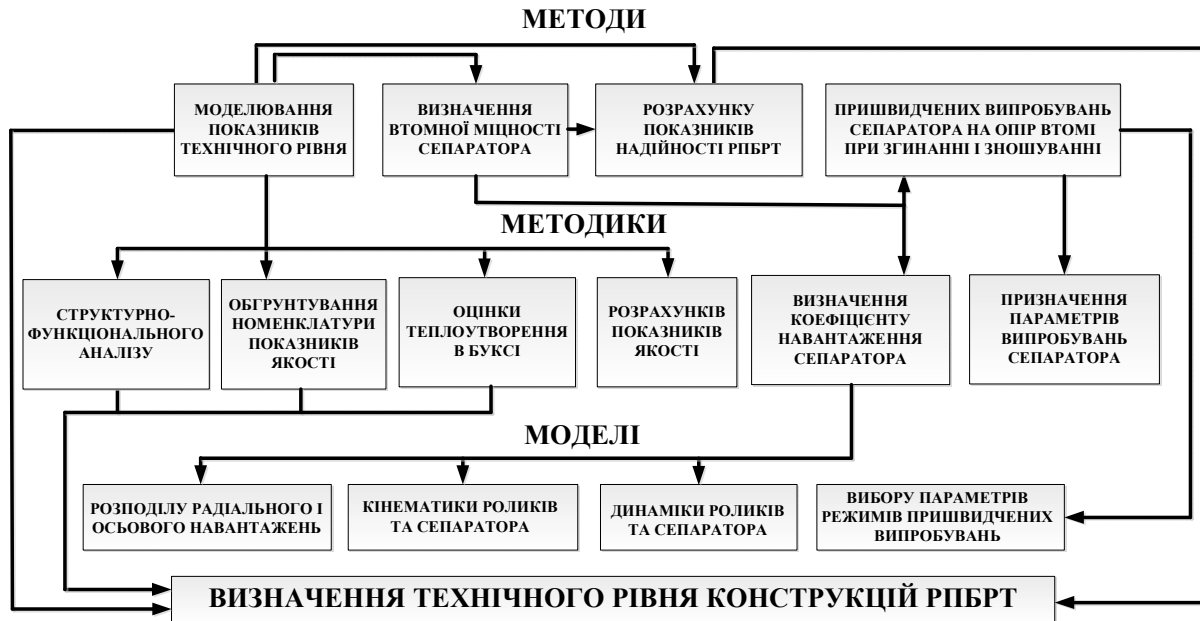 МЕТОДИ
МОДЕЛЮВАННЯ
ПОКАЗНИКІВ
ТЕХНІЧНОГО РІВНЯ
ВИЗНАЧЕННЯ
ВТОМНОЇ МІЦНОСТІ
СЕПАРАТОРА
РОЗРАХУНКУ
ПОКАЗНИКІВ
НАДІЙНОСТІ РПБРТ
ПРИШВИДЧЕНИХ ВИПРОБУВАНЬ
СЕПАРАТОРА НА ОПІР ВТОМІ
ПРИ ЗГИНАННІ І ЗНОШУВАННІ
МЕТОДИКИ
СТРУКТУРНО-
ФУНКЦІОНАЛЬНОГО
АНАЛІЗУ
ОБГРУНТУВАННЯ
НОМЕНКЛАТУРИ
ПОКАЗНИКІВ
ЯКОСТІ
ОЦІНКИ
ТЕПЛОУТВОРЕННЯ
В БУКСІ
РОЗРАХУНКІВ
ПОКАЗНИКІВ
ЯКОСТІ
ВИЗНАЧЕННЯ
КОЕФІЦІЄНТУ
НАВАНТАЖЕННЯ
СЕПАРАТОРА
ПРИЗНАЧЕННЯ
ПАРАМЕТРІВ
ВИПРОБУВАНЬ
СЕПАРАТОРА
МОДЕЛІ
РОЗПОДІЛУ РАДІАЛЬНОГО І
ОСЬОВОГО НАВАНТАЖЕНЬ
КІНЕМАТИКИ РОЛИКІВ
ТА СЕПАРАТОРА
ДИНАМІКИ РОЛИКІВ
ТА СЕПАРАТОРА
ВИБОРУ ПАРАМЕТРІВ
РЕЖИМІВ ПРИШВИДЧЕНИХ
ВИПРОБУВАНЬ
ВИЗНАЧЕННЯ ТЕХНІЧНОГО РІВНЯ КОНСТРУКЦІЙ РПБРТ